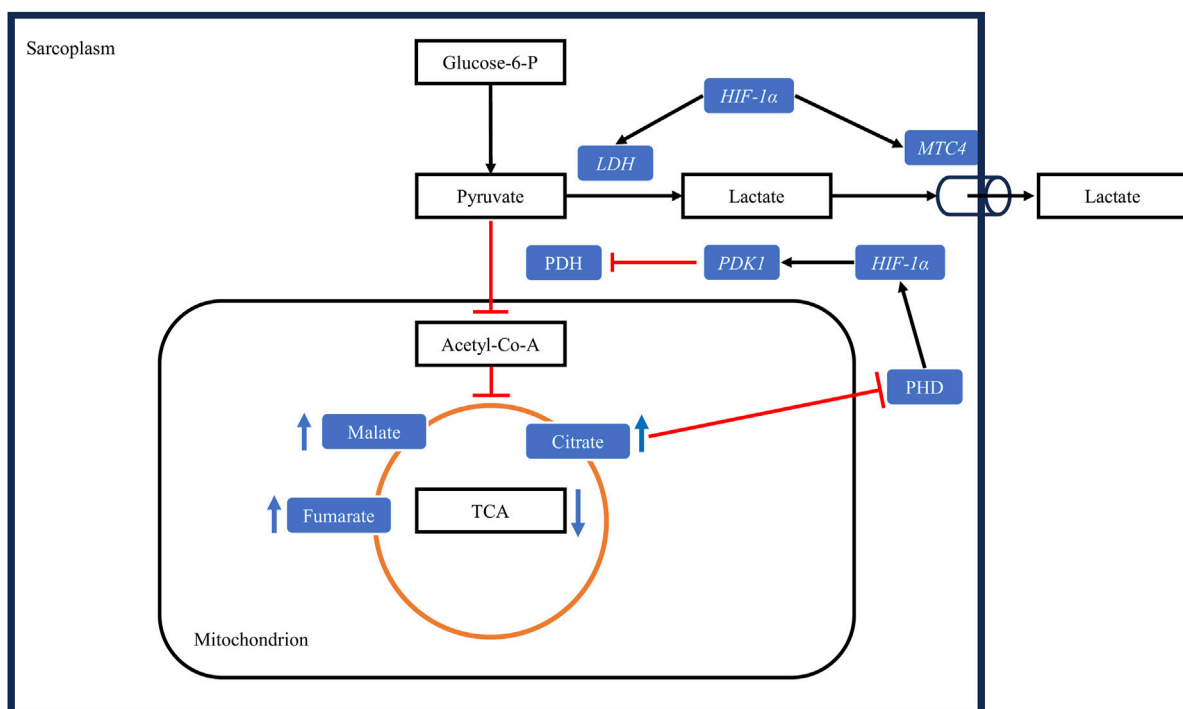 Sarcoplasm
Glucose-6-P
HIF-1α
LDH
MTC4
Pyruvate
Lactate
Lactate
PDH
PDK1
HIF-1α
Acetyl-Co-A
PHD
Malate
Citrate
Fumarate
TCA
Mitochondrion